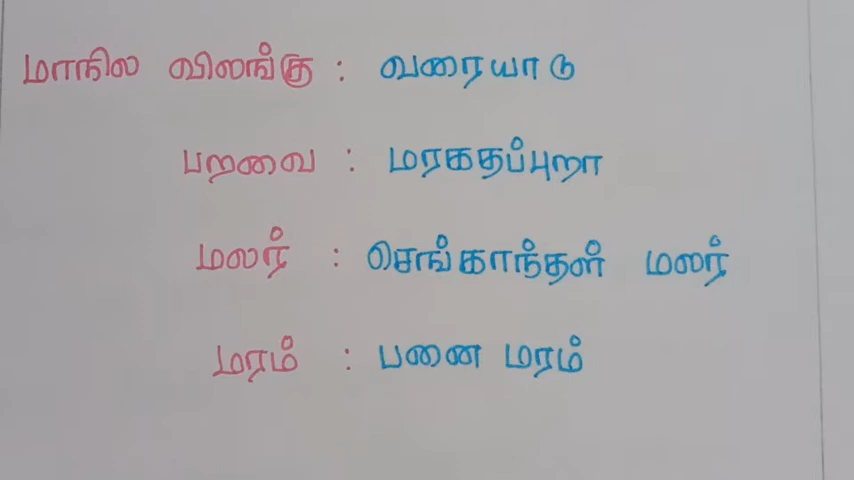 மாநில விலங்கு : வரையாடு
பறவை : மரகதப்புறா
மலர் : செங்காந்தள் மலர்
மரம் : பனை மரம்